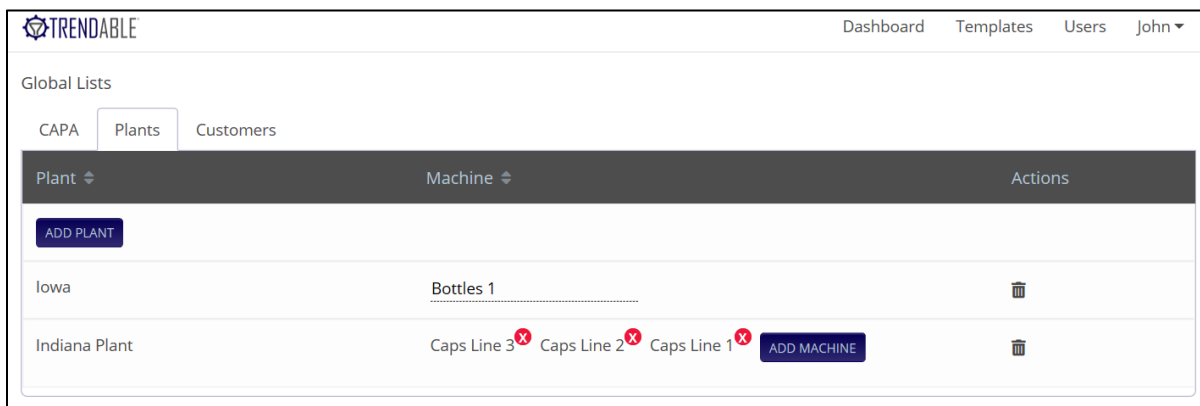 TRENDABLE Dashboard Templates Users John
Global Lists
CAPA Plants Customers
Plant Machine Actions
ADD PLANT
Iowa Bottles 1
Indiana Plant Caps Line 3 X Caps Line 2 X Caps Line 1 X ADD MACHINE